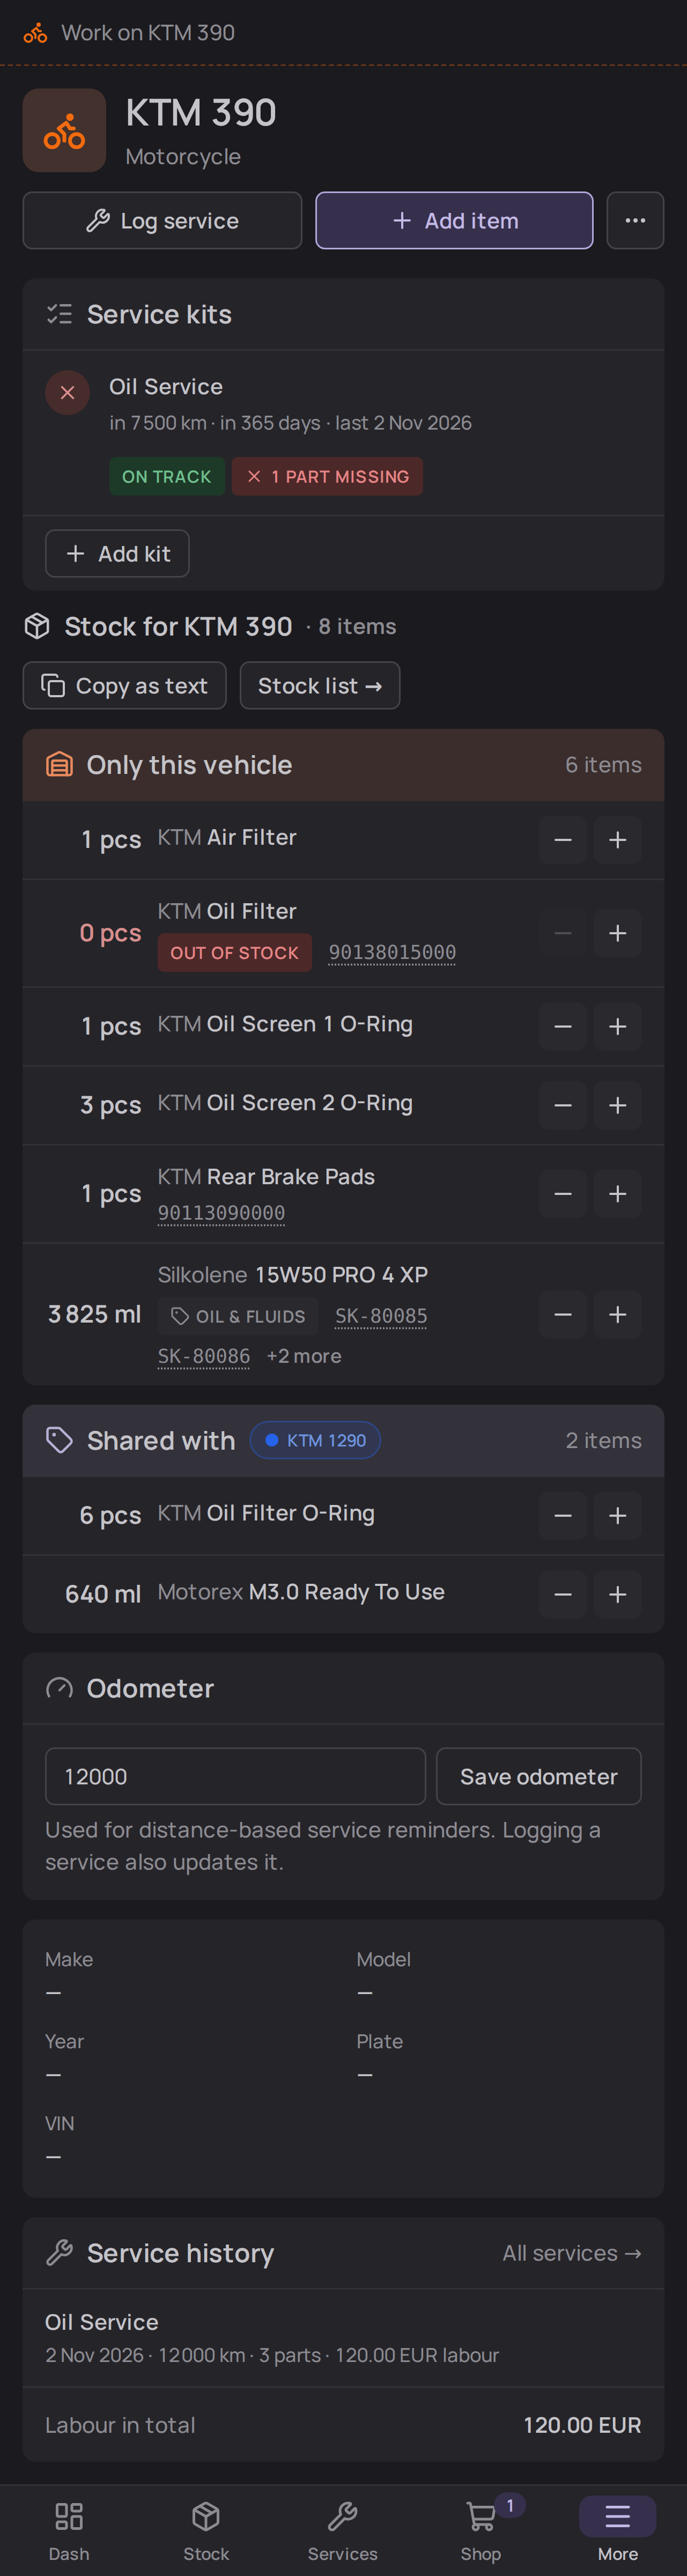 Work on KTM 390
KTM 390
Motorcycle
Log service
Add item
Service kits
Oil Service
in 7 500 km · in 365 days · last 2 Nov 2026
ON TRACK
1 PART MISSING
Add kit
Stock for KTM 390 · 8 items
Copy as text
Stock list →
Only this vehicle 6 items
1 pcs KTM Air Filter
KTM Oil Filter
0 pcs
OUT OF STOCK 90138015000
1 pcs KTM Oil Screen 1 O-Ring
3 pcs KTM Oil Screen 2 O-Ring
1 pcs KTM Rear Brake Pads
90113090000
Silkolene 15W50 PRO 4 XP
3 825 ml OIL & FLUIDS SK-80085
SK-80086 +2 more
Shared with KTM 1290 2 items
6 pcs KTM Oil Filter O-Ring
640 ml Motorex M3.0 Ready To Use
Odometer
12000
Save odometer
Used for distance-based service reminders. Logging a
service also updates it.
Make Model
– –
Year Plate
– –
VIN
–
Service history All services →
Oil Service
2 Nov 2026 · 12 000 km · 3 parts · 120.00 EUR labour
Labour in total 120.00 EUR
1
Dash Stock Services Shop More